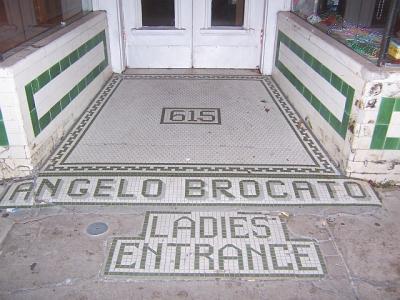 615
ANGELO BROCATO
LADIES'
ENTRANCE